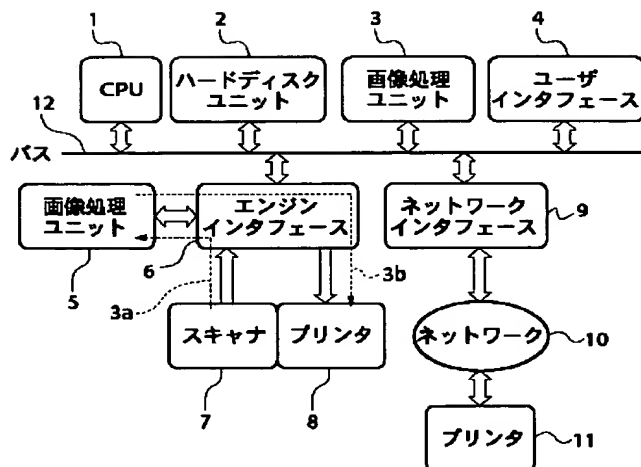 1
2
3
4
CPU
ハードディスク
ユニット
画像処理
ユニット
ユーザ
インタフェース
12
バス
画像処理
ユニット
エンジン
インタフェース
ネットワーク
インタフェース
9
5
6
3a
3b
スキャナ
プリンタ
ネットワーク
10
7
8
プリンタ
11